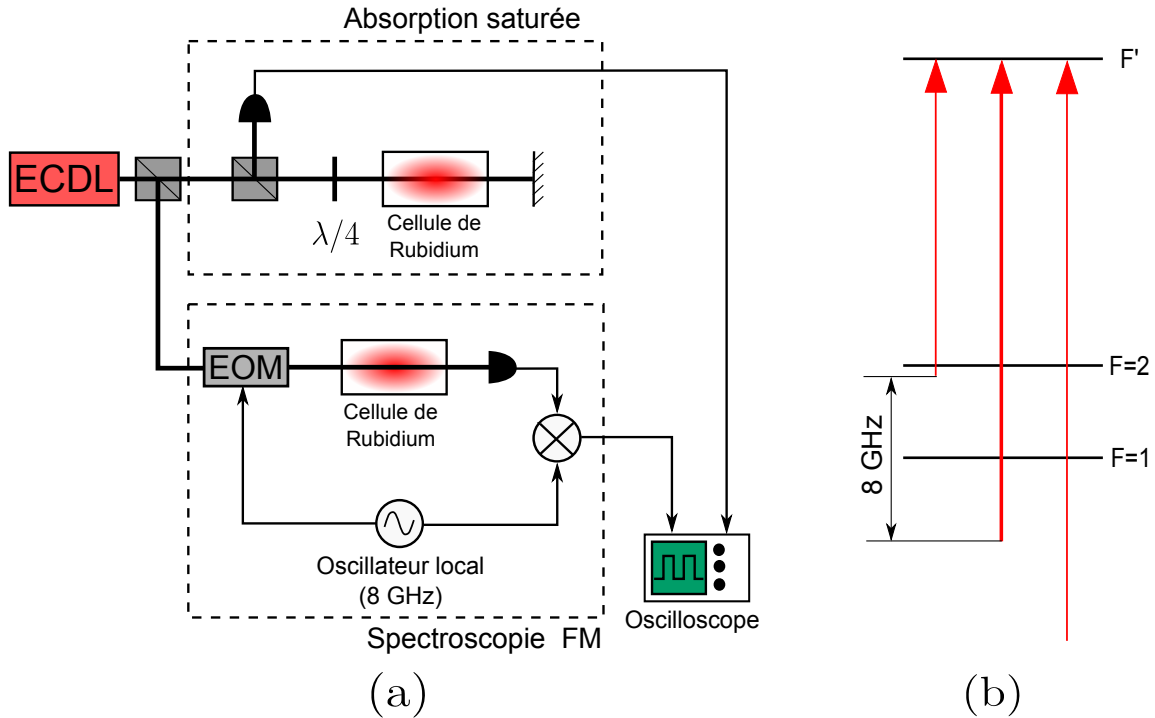 Absorption saturée
ECDL
λ/4
Cellule de
Rubidium
EOM
Cellule de
Rubidium
Oscillateur local
(8 GHz)
Oscilloscope
Spectroscopie FM
(a)
F'
F=2
8 GHz
F=1
(b)